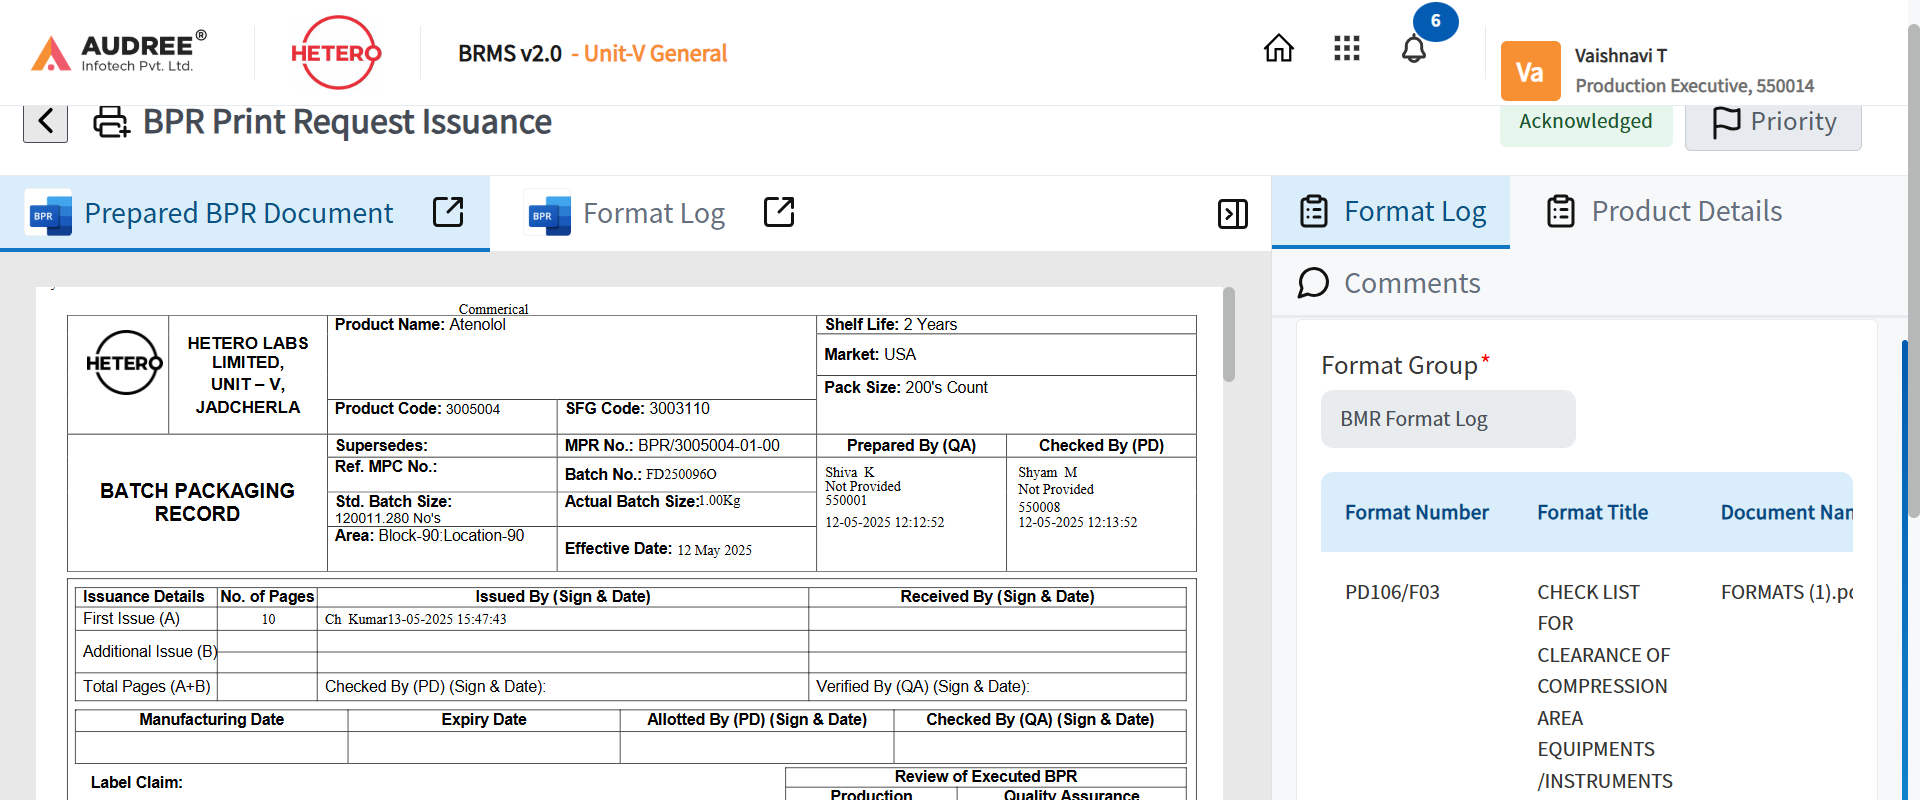 AUDREE®
Infotech Pvt. Ltd.
HETERO
BRMS v2.0 - Unit-V General
6
Va
Vaishnavi T
Production Executive, 550014
BPR Print Request Issuance
Acknowledged
Priority
BPR Prepared BPR Document
BPR Format Log
Format Log
Product Details
Comments
Commerical
HETERO
HETERO LABS
LIMITED,
UNIT – V,
JADCHERLA
Product Name: Atenolol
Shelf Life: 2 Years
Market: USA
Pack Size: 200's Count
Product Code: 3005004
SFG Code: 3003110
BATCH PACKAGING
RECORD
Supersedes:
MPR No.: BPR/3005004-01-00
Prepared By (QA)
Checked By (PD)
Ref. MPC No.:
Batch No.: FD250096O
Shiva K
Not Provided
550001
12-05-2025 12:12:52
Shyam M
Not Provided
550008
12-05-2025 12:13:52
Std. Batch Size:
120011.280 No's
Actual Batch Size:1.00Kg
Area: Block-90:Location-90
Effective Date: 12 May 2025
Issuance Details
No. of Pages
Issued By (Sign & Date)
Received By (Sign & Date)
First Issue (A)
10
Ch Kumar13-05-2025 15:47:43
Additional Issue (B)
Total Pages (A+B)
Checked By (PD) (Sign & Date):
Verified By (QA) (Sign & Date):
Manufacturing Date
Expiry Date
Allotted By (PD) (Sign & Date)
Checked By (QA) (Sign & Date)
Label Claim:
Review of Executed BPR
Production
Quality Assurance
Format Group*
BMR Format Log
Format Number
Format Title
Document Nan
PD106/F03
CHECK LIST
FOR
CLEARANCE OF
COMPRESSION
AREA
EQUIPMENTS
/INSTRUMENTS
FORMATS (1).pc